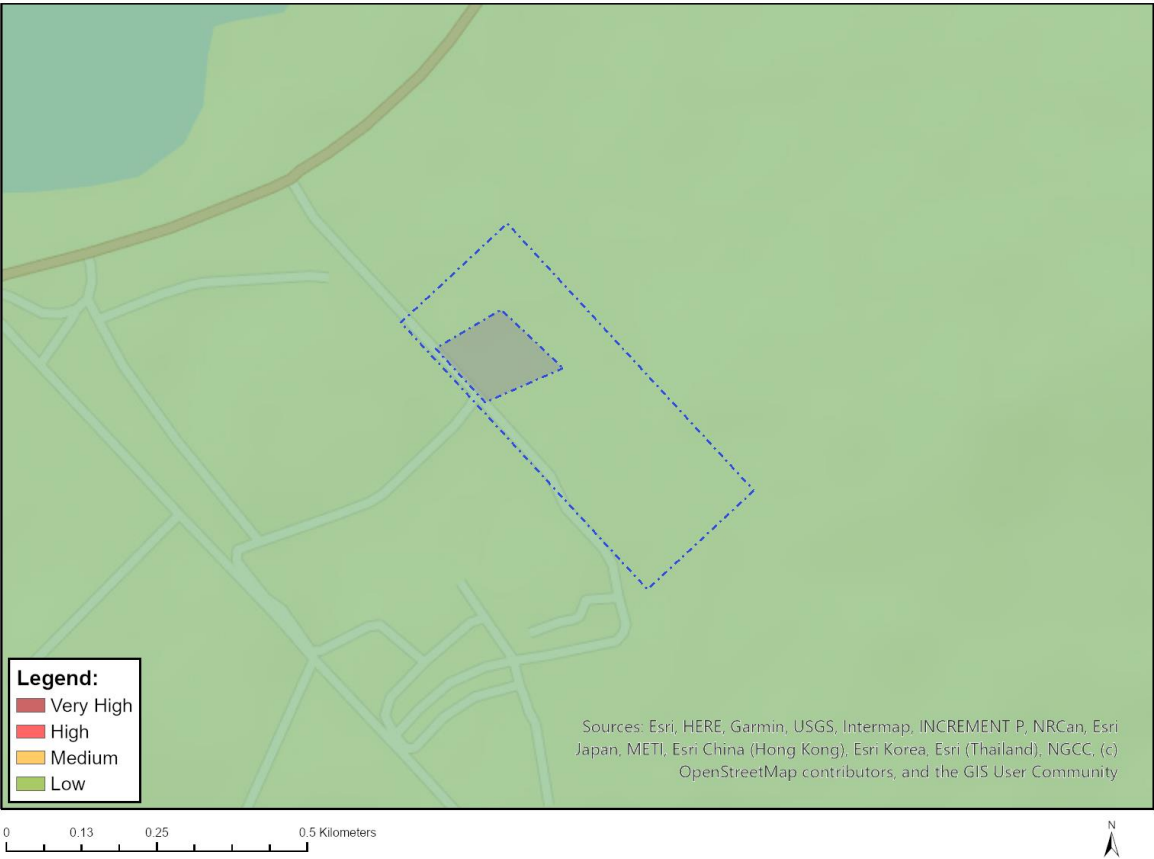 Legend:
Very High
High
Medium
Low
Sources: Esri, HERE, Garmin, USGS, Intermap, INCREMENT P, NRCan, Esri
Japan, METI, Esri China (Hong Kong), Esri Korea, Esri (Thailand), NGCC, (c)
OpenStreetMap contributors, and the GIS User Community
0 0.13 0.25 0.5 Kilometers
N